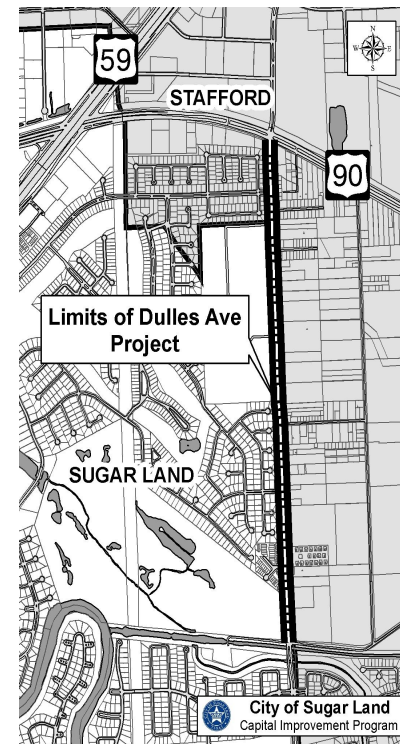 59
N
W E
S
STAFFORD
90
Limits of Dulles Ave
Project
SUGAR LAND
City of Sugar Land
Capital Improvement Program